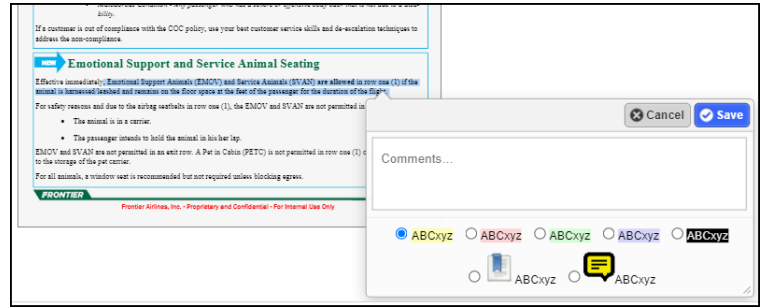 bility.
If a customer is out of compliance with the COC policy, use your best customer service skills and de-escalation techniques to
address the non-compliance.
NEW Emotional Support and Service Animal Seating
Effective immediately, Emotional Support Animals (EMOV) and Service Animals (SVAN) are allowed in row one (1) if the
animal is harnessed/leashed and remains on the floor space at the feet of the passenger for the duration of the flight.
For safety reasons and due to the airbag seatbelts in row one (1), the EMOV and SVAN are not permitted in
• The animal is in a carrier.
• The passenger intends to hold the animal in his/her lap.
EMOV and SVAN are not permitted in an exit row. A Pet in Cabin (PETC) is not permitted in row one (1)
to the storage of the pet carrier.
For all animals, a window seat is recommended but not required unless blocking egress.
FRONTIER
Frontier Airlines, Inc. - Proprietary and Confidential - For Internal Use Only
Cancel Save
Comments...
ABCxyz ABCxyz ABCxyz ABCxyz ABCxyz
ABCxyz ABCxyz